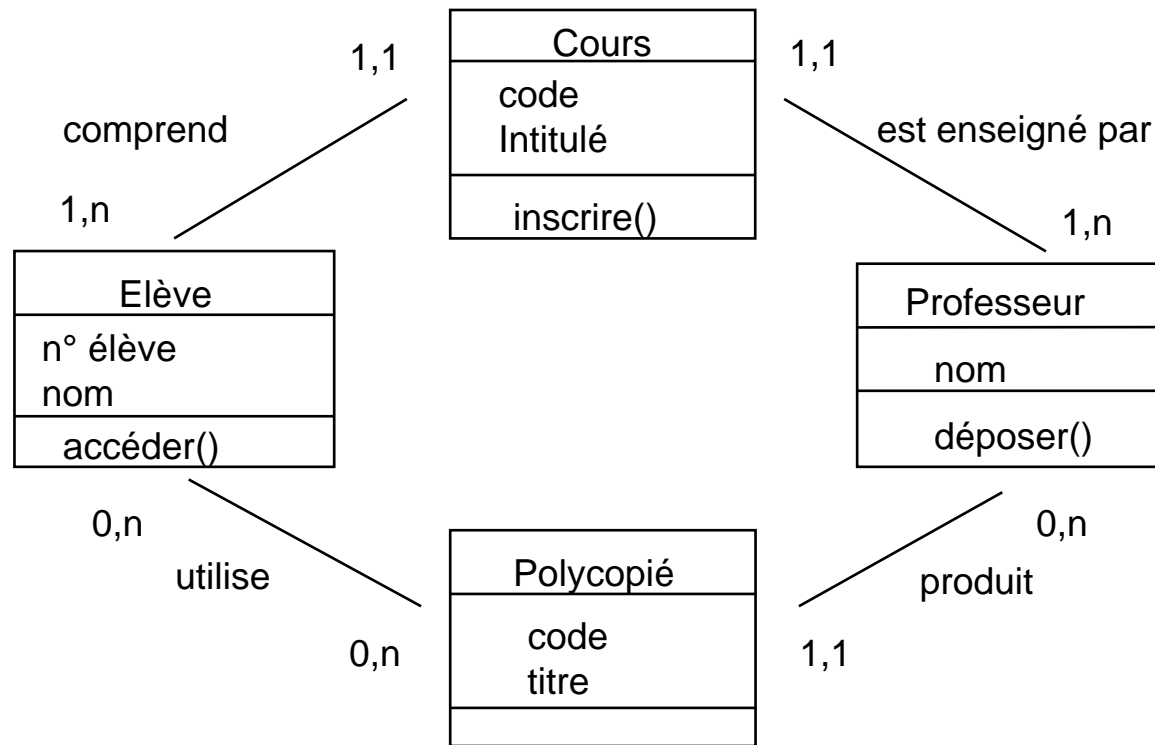 Cours
1,1
1,1
code
Intitulé
comprend
est enseigné par
inscrire()
1,n
1,n
Elève
n° élève
nom
accéder()
Professeur
nom
déposer()
0,n
0,n
utilise
produit
Polycopié
code
titre
0,n
1,1